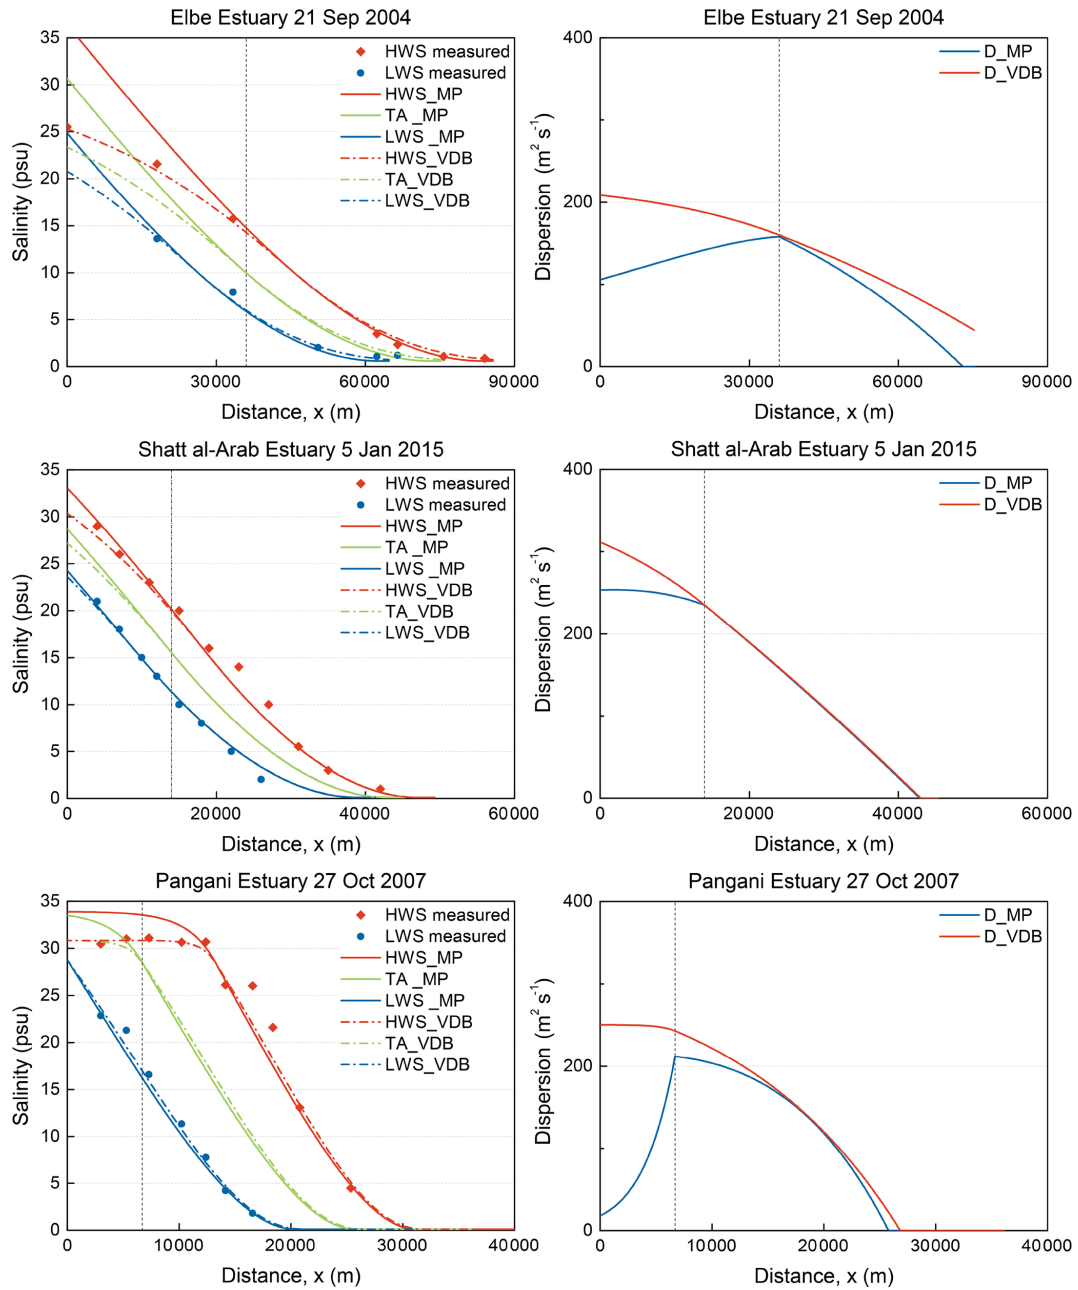 Elbe Estuary 21 Sep 2004
35
30
25
20
15
10
5
0
Salinity (psu)
HWS measured
LWS measured
HWS_MP
TA _MP
LWS _MP
HWS_VDB
TA_VDB
LWS_VDB
0 30000 60000 90000
Distance, x (m)
Elbe Estuary 21 Sep 2004
400
200
0
Dispersion (m² s⁻¹)
D_MP
D_VDB
0 30000 60000 90000
Distance, x (m)
Shatt al-Arab Estuary 5 Jan 2015
35
30
25
20
15
10
5
0
Salinity (psu)
HWS measured
LWS measured
HWS_MP
TA _MP
LWS _MP
HWS_VDB
TA_VDB
LWS_VDB
0 20000 40000 60000
Distance, x (m)
Shatt al-Arab Estuary 5 Jan 2015
400
200
0
Dispersion (m² s⁻¹)
D_MP
D_VDB
0 20000 40000 60000
Distance, x (m)
Pangani Estuary 27 Oct 2007
35
30
25
20
15
10
5
0
Salinity (psu)
HWS measured
LWS measured
HWS_MP
TA _MP
LWS _MP
HWS_VDB
TA_VDB
LWS_VDB
0 10000 20000 30000 40000
Distance, x (m)
Pangani Estuary 27 Oct 2007
400
200
0
Dispersion (m² s⁻¹)
D_MP
D_VDB
0 10000 20000 30000 40000
Distance, x (m)